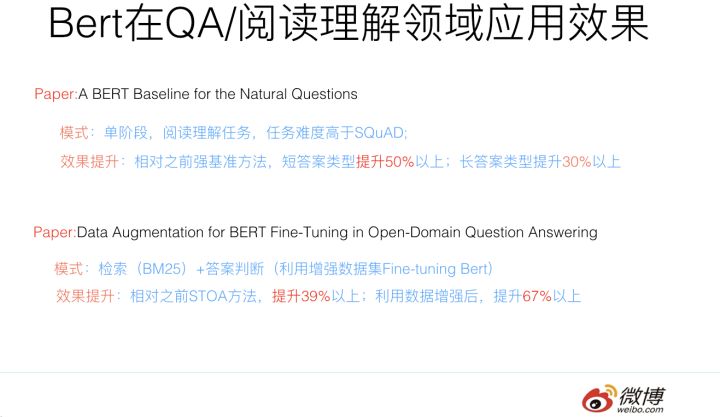 Bert在QA/阅读理解领域应用效果
Paper:A BERT Baseline for the Natural Questions
模式：单阶段，阅读理解任务，任务难度高于SQuAD;
效果提升：相对之前强基准方法，短答案类型提升50%以上；长答案类型提升30%以上
Paper:Data Augmentation for BERT Fine-Tuning in Open-Domain Question Answering
模式：检索（BM25）+答案判断（利用增强数据集Fine-tuning Bert）
效果提升：相对之前STOA方法，提升39%以上；利用数据增强后，提升67%以上
微博
weibo.com